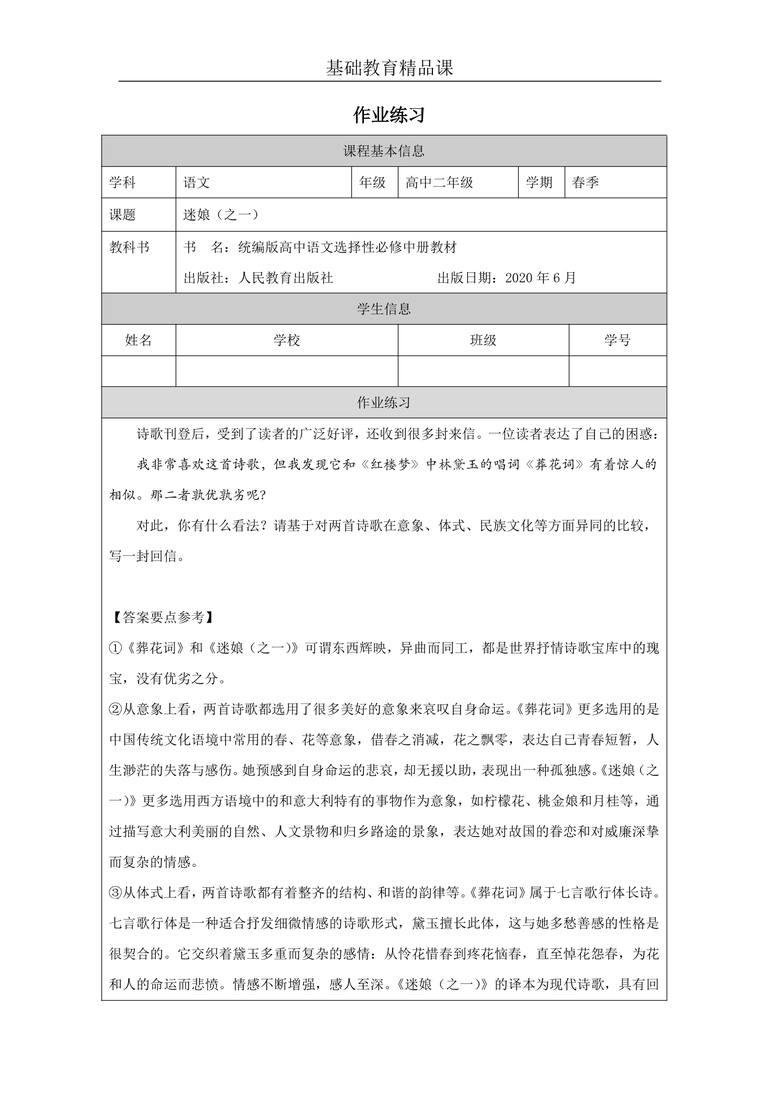 基础教育精品课
作业练习
课程基本信息
学科 语文 年级 高中二年级 学期 春季
课题 迷娘（之一）
教科书 书 名：统编版高中语文选择性必修中册教材
出版社：人民教育出版社 出版日期：2020 年 6 月
学生信息
姓名 学校 班级 学号
作业练习
诗歌刊登后，受到了读者的广泛好评，还收到很多封来信。一位读者表达了自己的困惑：
我非常喜欢这首诗歌，但我发现它和《红楼梦》中林黛玉的唱词《葬花词》有着惊人的
相似。那二者孰优孰劣呢？
对此，你有什么看法？请基于对两首诗歌在意象、体式、民族文化等方面异同的比较，
写一封回信。
【答案要点参考】
①《葬花词》和《迷娘（之一）》可谓东西辉映，异曲而同工，都是世界抒情诗歌宝库中的瑰
宝，没有优劣之分。
②从意象上看，两首诗歌都选用了很多美好的意象来哀叹自身命运。《葬花词》更多选用的是
中国传统文化语境中常用的春、花等意象，借春之消减，花之飘零，表达自己青春短暂，人
生渺茫的失落与感伤。她预感到自身命运的悲哀，却无援以助，表现出一种孤独感。《迷娘（之
一）》更多选用西方语境中的和意大利特有的事物作为意象，如柠檬花、桃金娘和月桂等，通
过描写意大利美丽的自然、人文景物和归乡路途的景象，表达她对故国的眷恋和对威廉深挚
而复杂的情感。
③从体式上看，两首诗歌都有着整齐的结构、和谐的韵律等。《葬花词》属于七言歌行体长诗。
七言歌行体是一种适合抒发细微情感的诗歌形式，黛玉擅长此体，这与她多愁善感的性格是
很契合的。它交织着黛玉多重而复杂的感情：从怜花惜春到疼花恼春，直至悼花怨春，为花
和人的命运而悲愤。情感不断增强，感人至深。《迷娘（之一）》的译本为现代诗歌，具有回